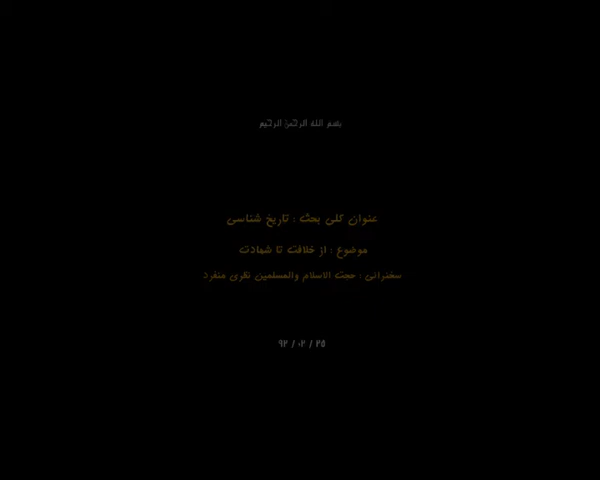 بسم الله الرحمن الرحیم
عنوان کلی بحث : تاریخ شناسی
موضوع : از خلافت تا شهادت
سخنرانی : حجت الاسلام والمسلمین نظری منفرد
۹۲ / ۰۲ / ۲۵